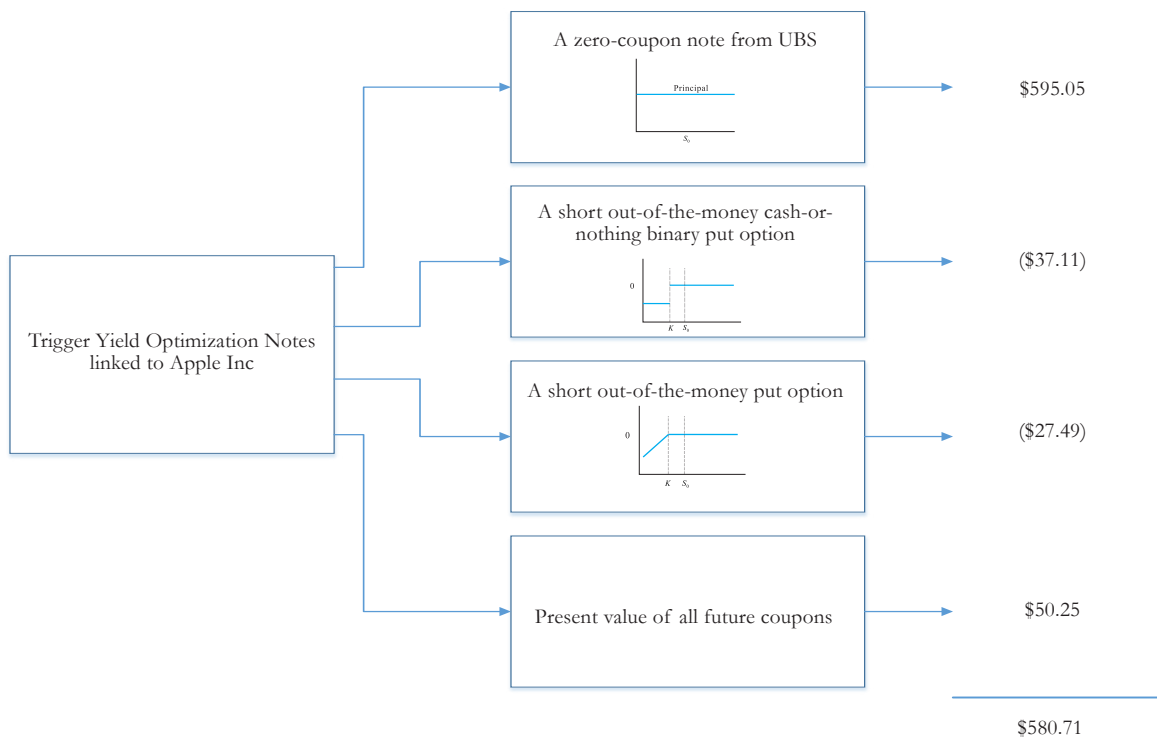 A zero-coupon note from UBS
Principal
S0
$595.05
A short out-of-the-money cash-or-
nothing binary put option
0
K S0
($37.11)
Trigger Yield Optimization Notes
linked to Apple Inc
A short out-of-the-money put option
0
K S0
($27.49)
Present value of all future coupons
$50.25
$580.71